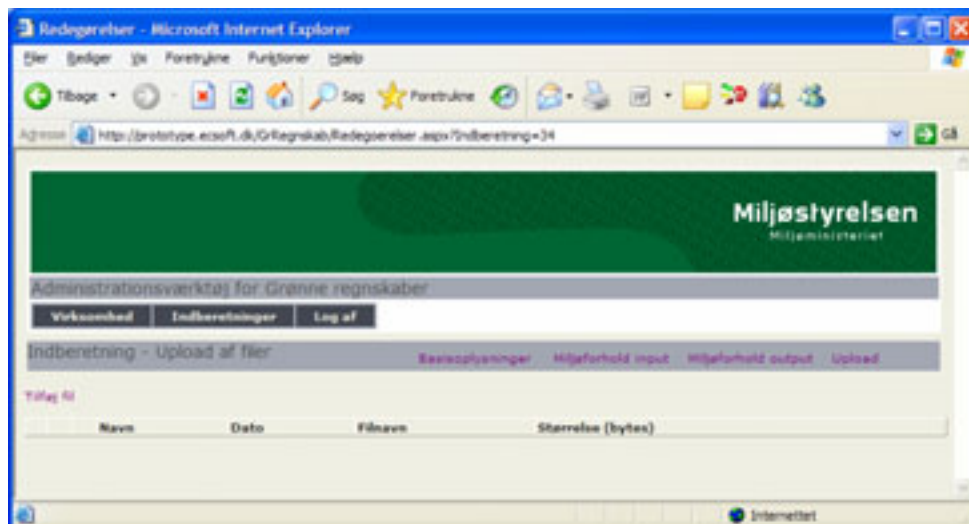 Redegørelser - Microsoft Internet Explorer
Filer Rediger Vis Foretrukne Funktioner Hjælp
Tilbage Søg Foretrukne
Adresse http://prototype.ecsoft.dk/GrRegnskab/Redegoerelser.aspx?Indberetning=34 Gå
Miljøstyrelsen
Miljøministeriet
Administrationsværktøj for Grønne regnskaber
Virksomhed Indberetninger Log af
Indberetning - Upload af filer Basisoplysninger Miljøforhold input Miljøforhold output Upload
Tilføj fil
Navn Dato Filnavn Størrelse (bytes)
Internettet